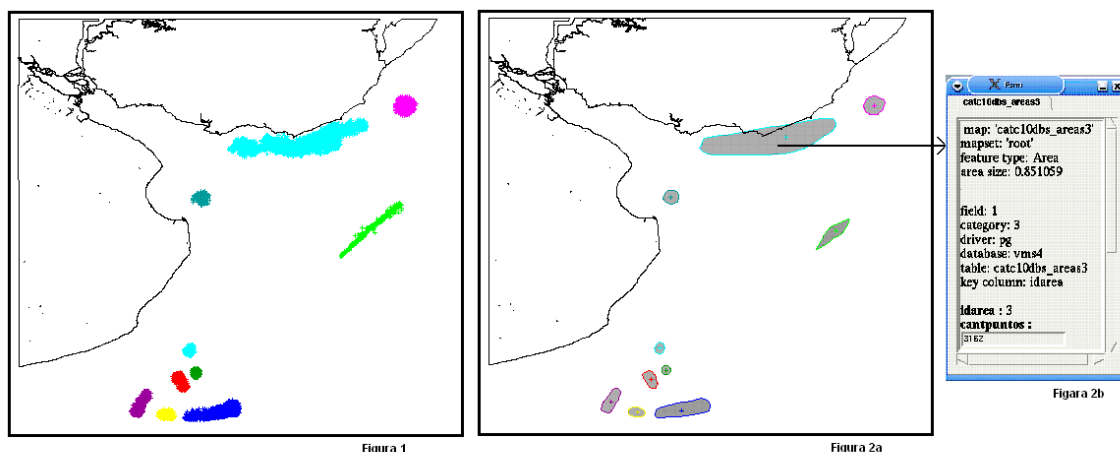 Form
catc10dbs_areas3
map: 'catc10dbs_areas3'
mapset: 'root'
feature type: Area
area size: 0.851059
field: 1
category: 3
driver: pg
database: vms4
table: catc10dbs_areas3
key column: idarea
idarea : 3
cantpuntos :
3162
Figura 1
Figura 2a
Figara 2b